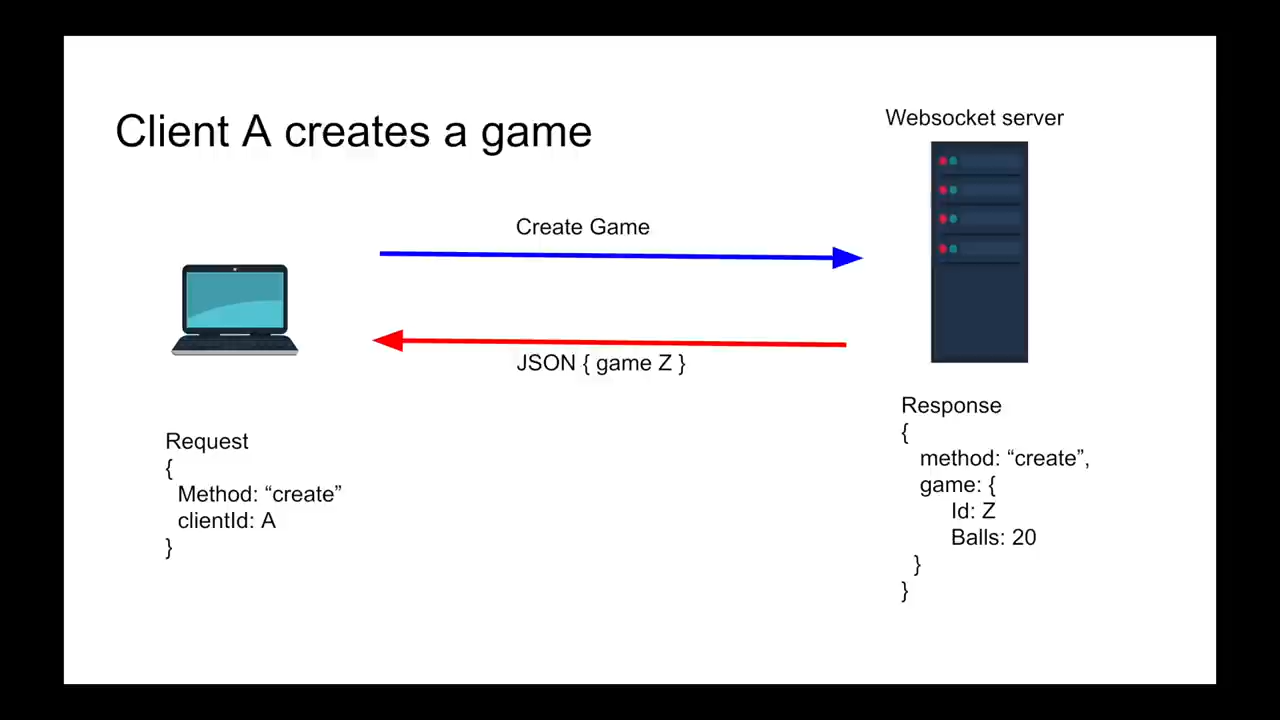 Client A creates a game
Websocket server
Create Game
JSON { game Z }
Request
{
Method: “create”
clientId: A
}
Response
{
method: “create”,
game: {
Id: Z
Balls: 20
}
}